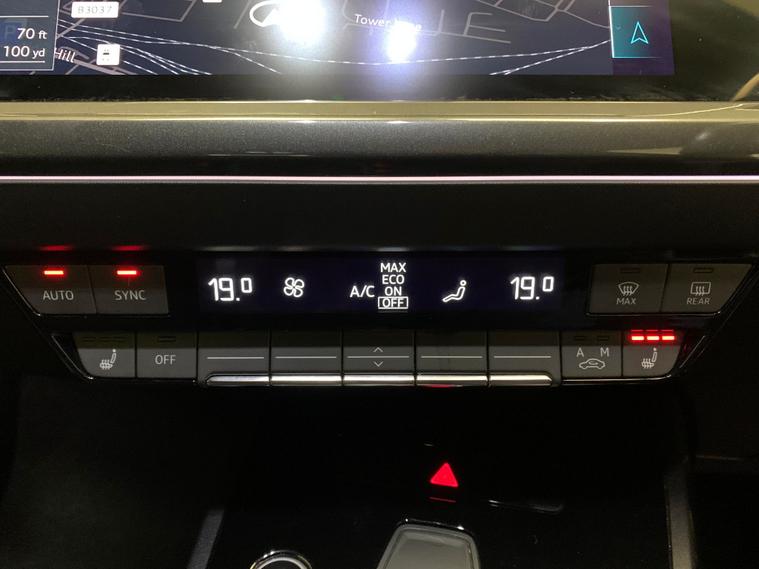 B3037
70 ft
100 yd
Hill
Tower
AUTO
SYNC
19.0
A/C
MAX
ECO
ON
OFF
19.0
MAX
REAR
OFF
A M